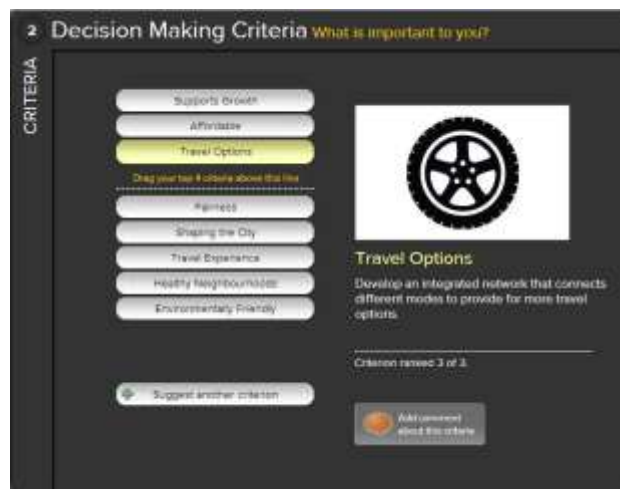 2 Decision Making Criteria What is important to you?
CRITERIA
Supports Growth
Affordable
Travel Options
Drag your top 4 criteria above this line
Fairness
Shaping the City
Travel Experience
Healthy Neighbourhoods
Environmentally Friendly
Suggest another criterion
Travel Options
Develop an integrated network that connects
different modes to provide for more travel
options.
Criterion ranked 3 of 3.
Add comment
about this criteria